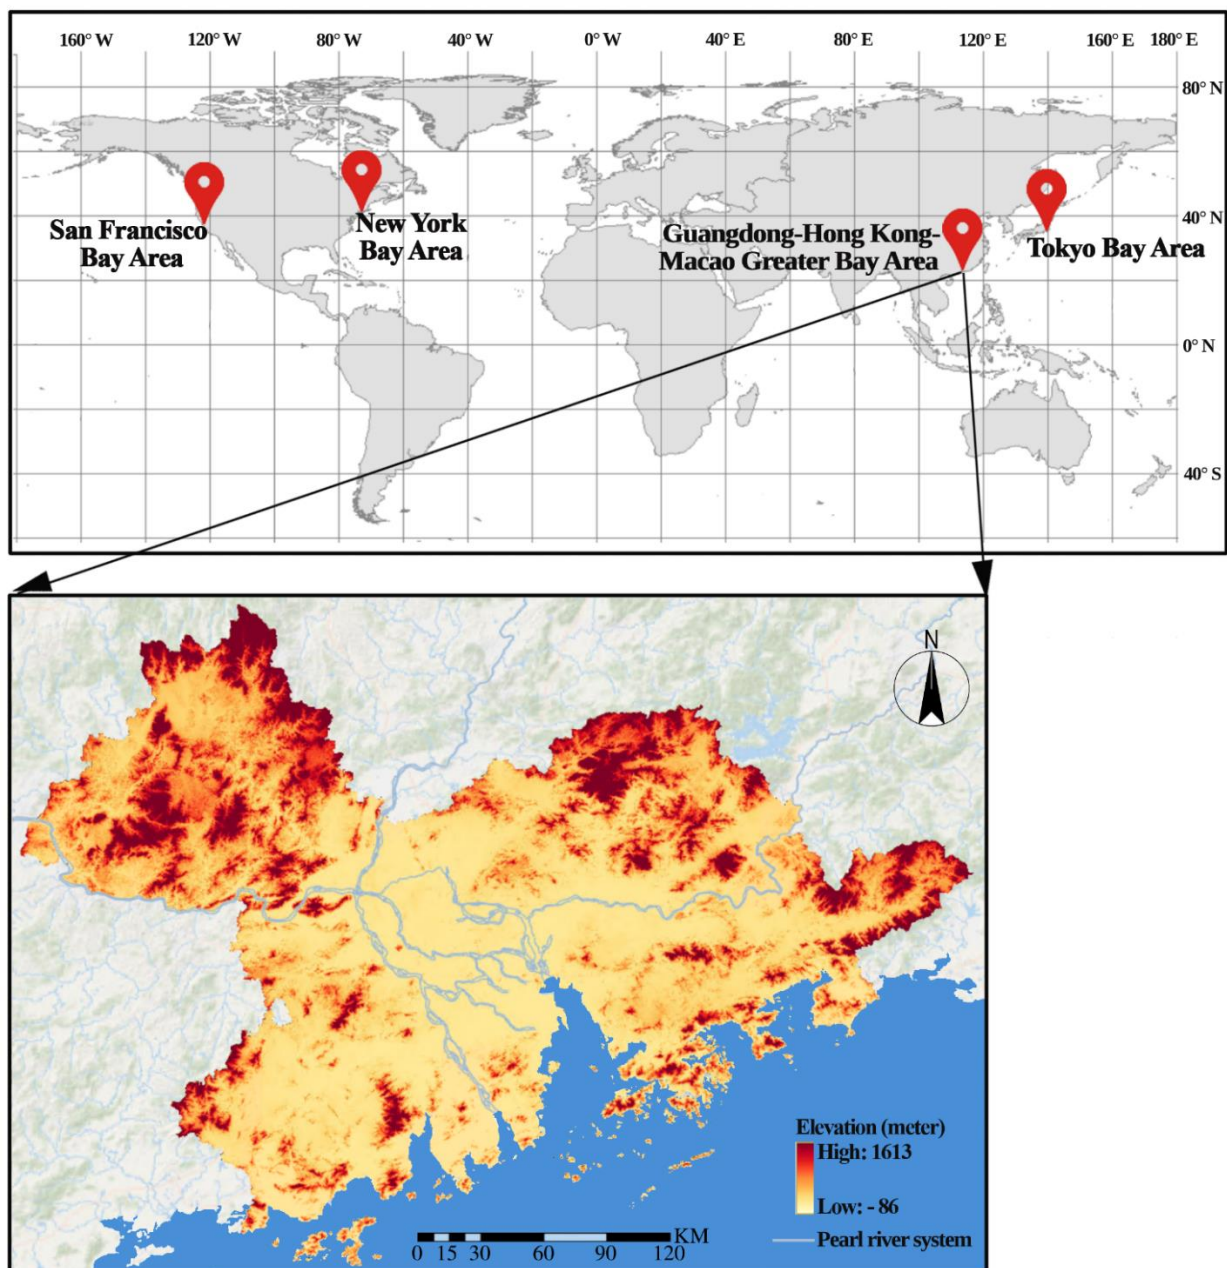 160° W 120° W 80° W 40° W 0° W 40° E 80° E 120° E 160° E 180° E
80° N
San Francisco
Bay Area
New York
Bay Area
Guangdong-Hong Kong-
Macao Greater Bay Area
Tokyo Bay Area
40° N
0° N
40° S
N
Elevation (meter)
High: 1613
Low: - 86
Pearl river system
KM
0 15 30 60 90 120